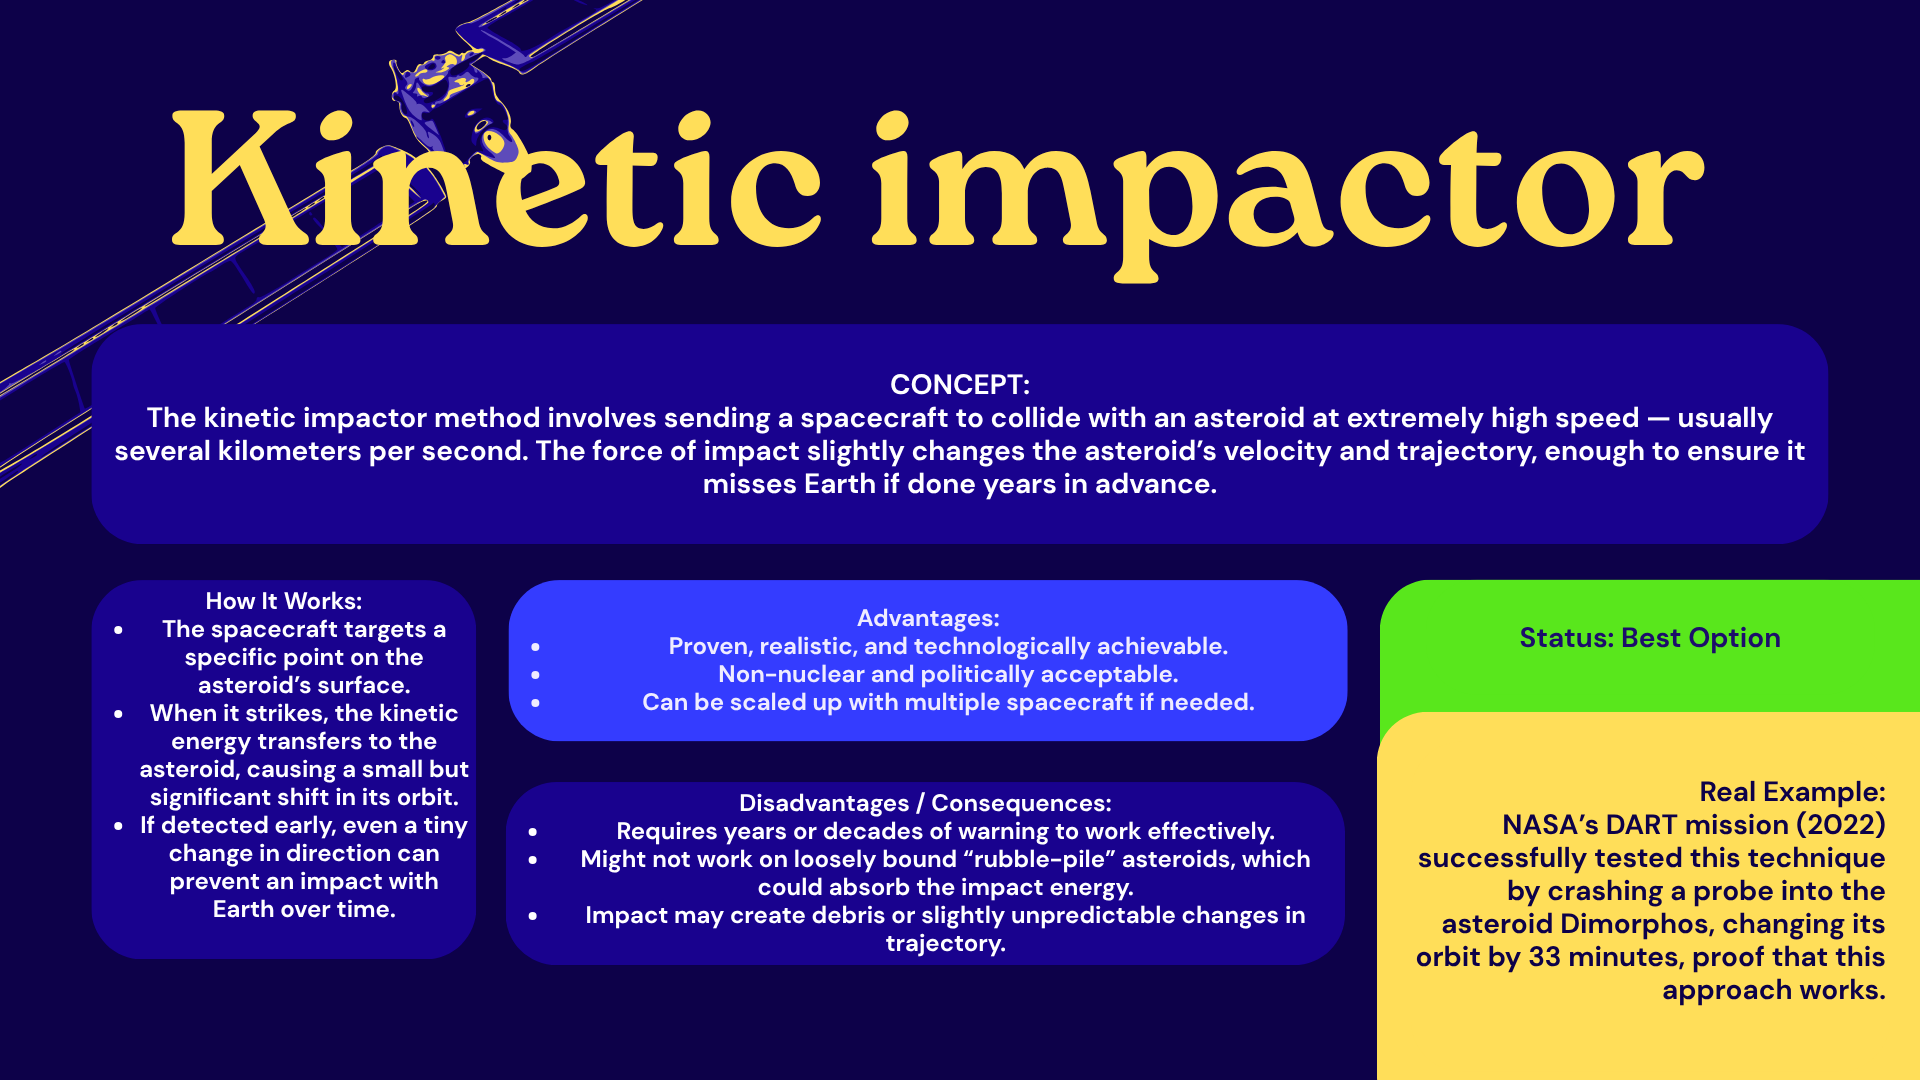 Kinetic impactor
CONCEPT:
The kinetic impactor method involves sending a spacecraft to collide with an asteroid at extremely high speed — usually
several kilometers per second. The force of impact slightly changes the asteroid’s velocity and trajectory, enough to ensure it
misses Earth if done years in advance.
How It Works:
• The spacecraft targets a
specific point on the
asteroid’s surface.
• When it strikes, the kinetic
energy transfers to the
asteroid, causing a small but
significant shift in its orbit.
• If detected early, even a tiny
change in direction can
prevent an impact with
Earth over time.
Advantages:
• Proven, realistic, and technologically achievable.
• Non-nuclear and politically acceptable.
• Can be scaled up with multiple spacecraft if needed.
Disadvantages / Consequences:
• Requires years or decades of warning to work effectively.
• Might not work on loosely bound “rubble-pile” asteroids, which
could absorb the impact energy.
• Impact may create debris or slightly unpredictable changes in
trajectory.
Status: Best Option
Real Example:
NASA’s DART mission (2022)
successfully tested this technique
by crashing a probe into the
asteroid Dimorphos, changing its
orbit by 33 minutes, proof that this
approach works.